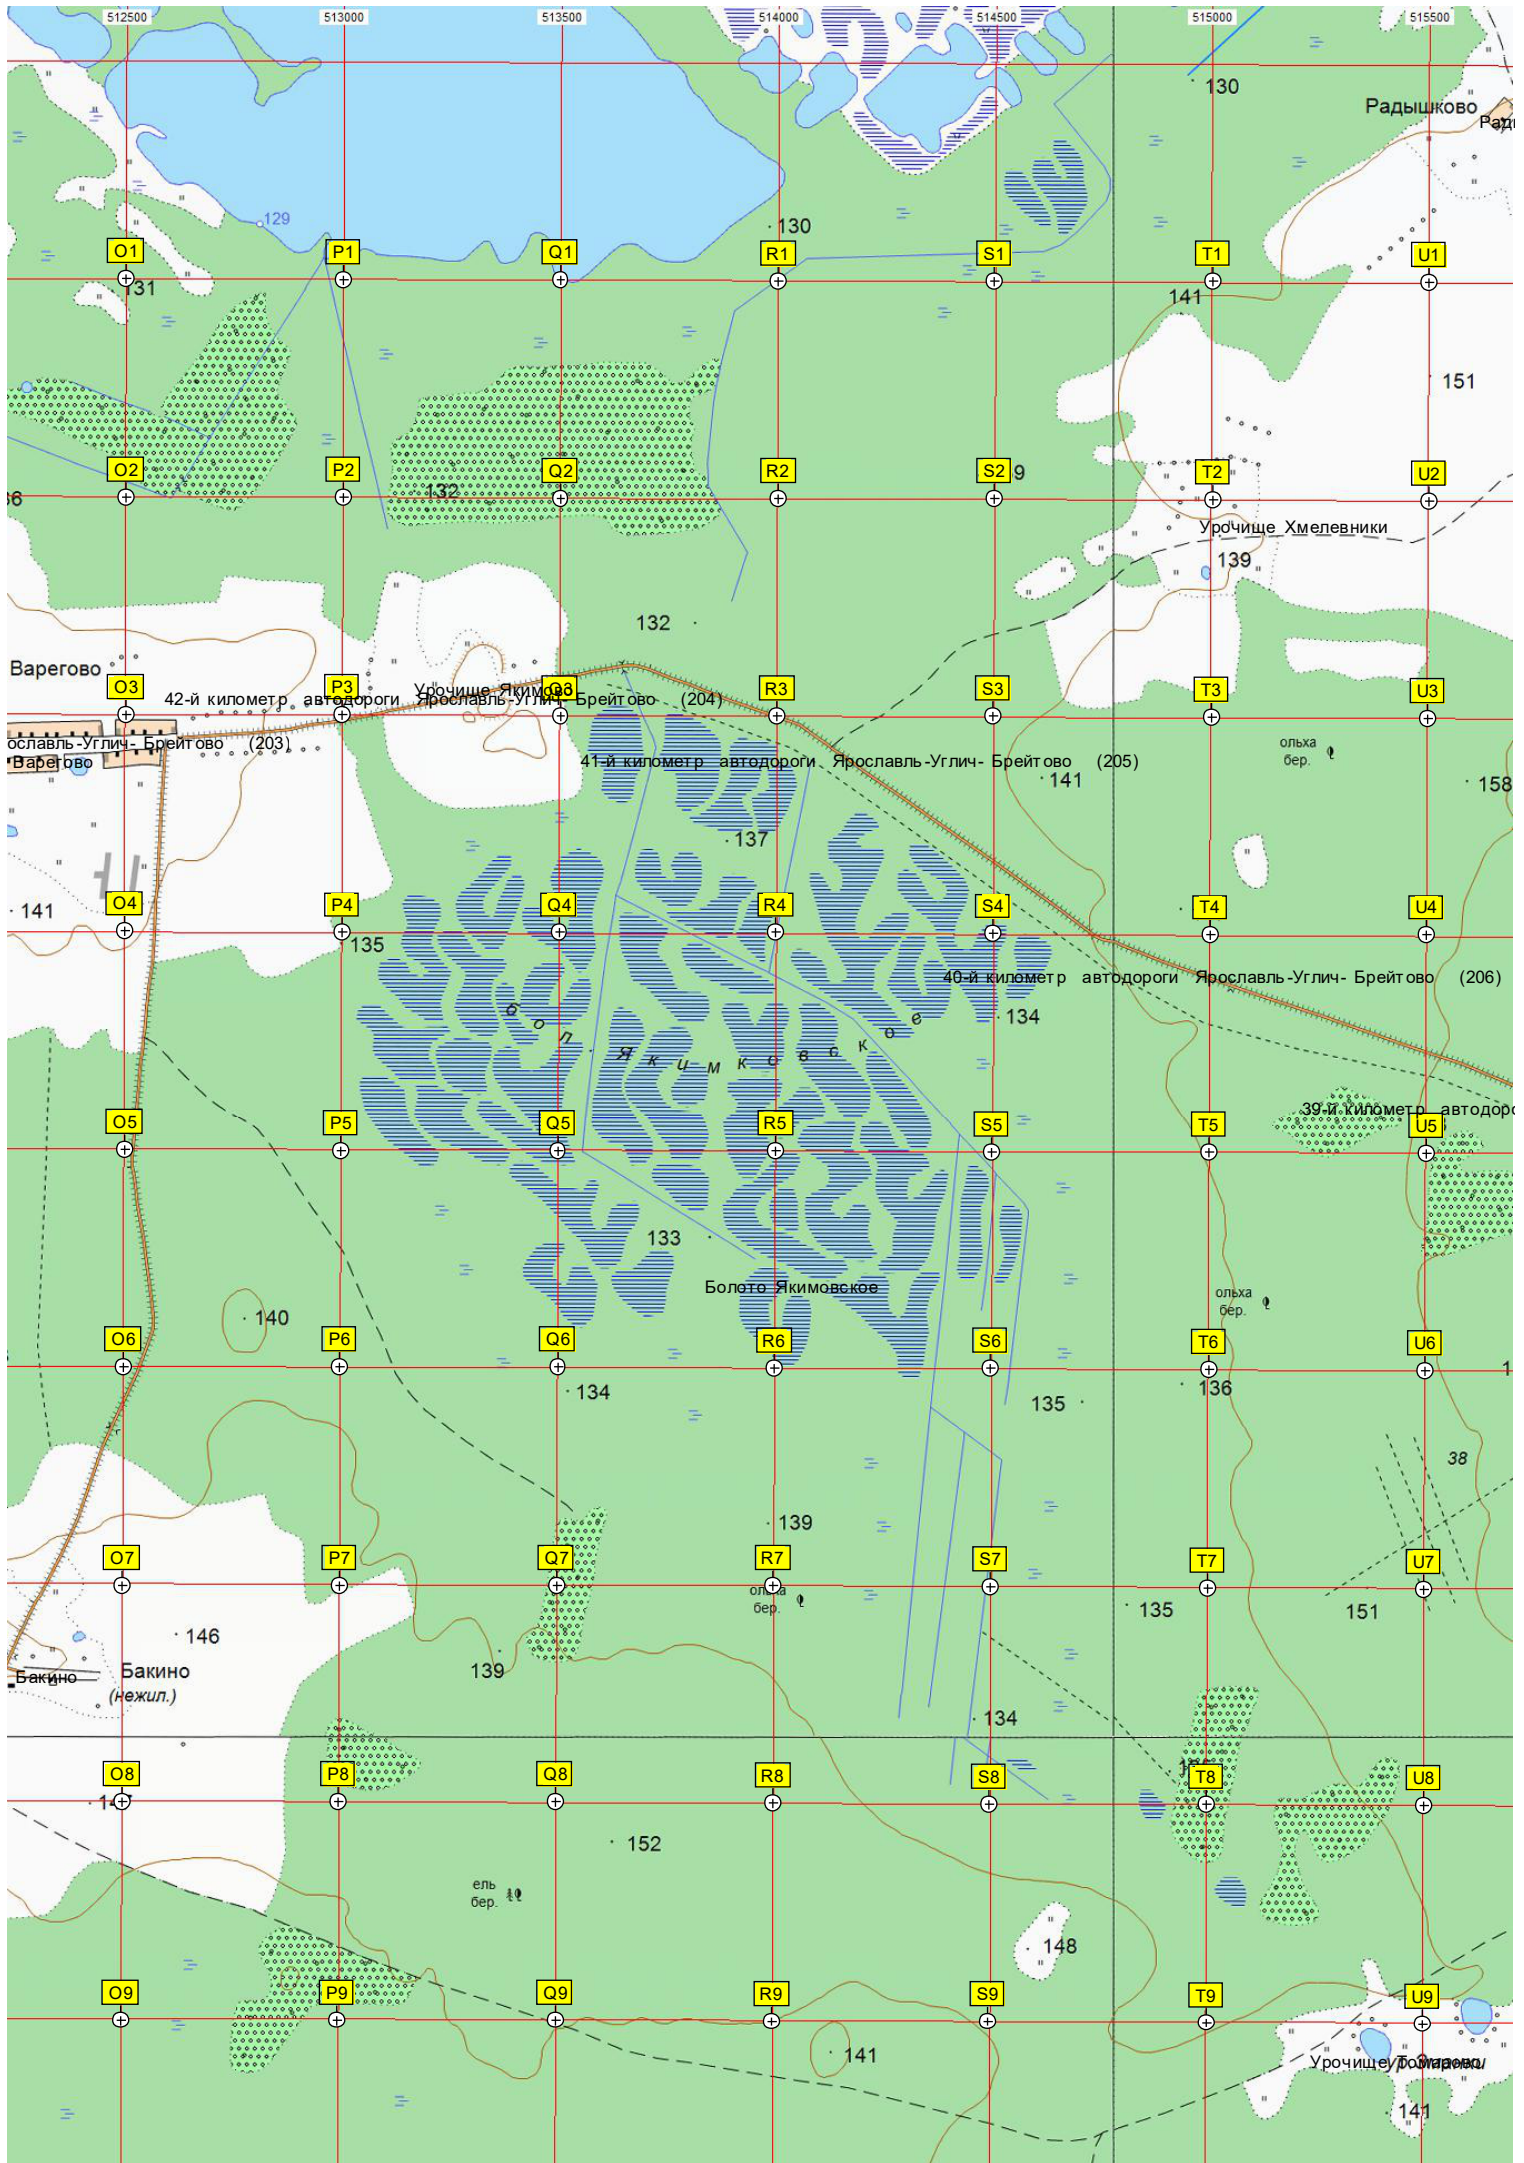 512500 513000 513500 514000 514500 515000 515500
130
Радышково
129
130
O1 P1 Q1 R1 S1 T1 U1
131
141
151
O2 P2 Q2 R2 S2 T2 U2
132
Урочище Хмелевники
139
132
Варегово
O3 P3 Q3 R3 S3 T3 U3
Урочище Якимово
42-й километр автодороги Ярославль-Углич- Брейтово (204)
ославль-Углич- Брейтово (203)
Варегово
41-й километр автодороги Ярославль-Углич- Брейтово (205)
ольха
бер.
141
158
137
O4 P4 Q4 R4 S4 T4 U4
141
135
40-й километр автодороги Ярославль-Углич- Брейтово (206)
134
бол. Якимковское
39-й километр автодоро
O5 P5 Q5 R5 S5 T5 U5
133
Болото Якимовское
ольха
бер.
140
O6 P6 Q6 R6 S6 T6 U6
134
135
136
38
139
O7 P7 Q7 R7 S7 T7 U7
ольха
бер.
135
151
146
139
Бакино
Бакино
(нежил.)
134
O8 P8 Q8 R8 S8 T8 U8
152
ель
бер.
148
O9 P9 Q9 R9 S9 T9 U9
141
Урочище Томарово
141